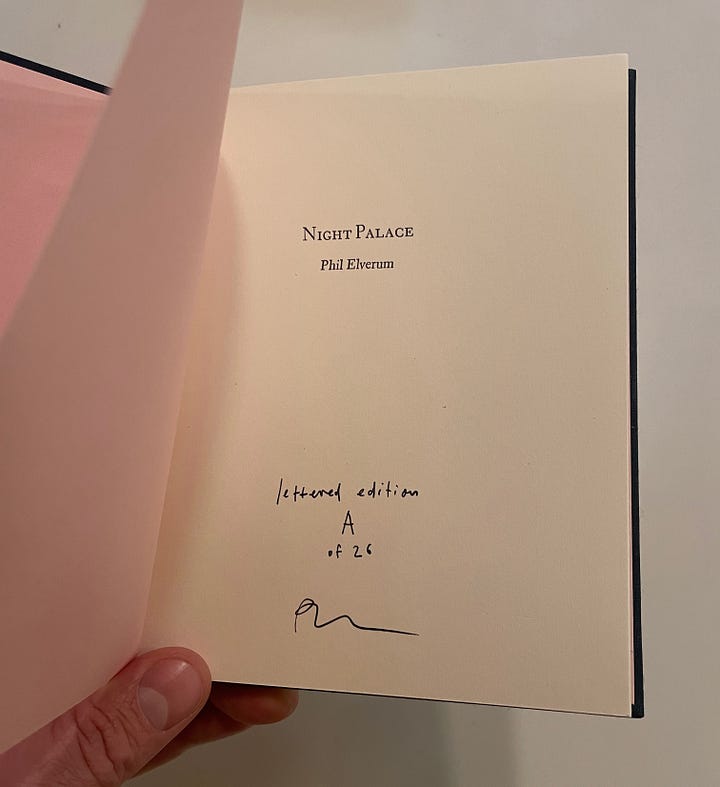 NIGHT PALACE
Phil Elverum
lettered edition
A
of 26